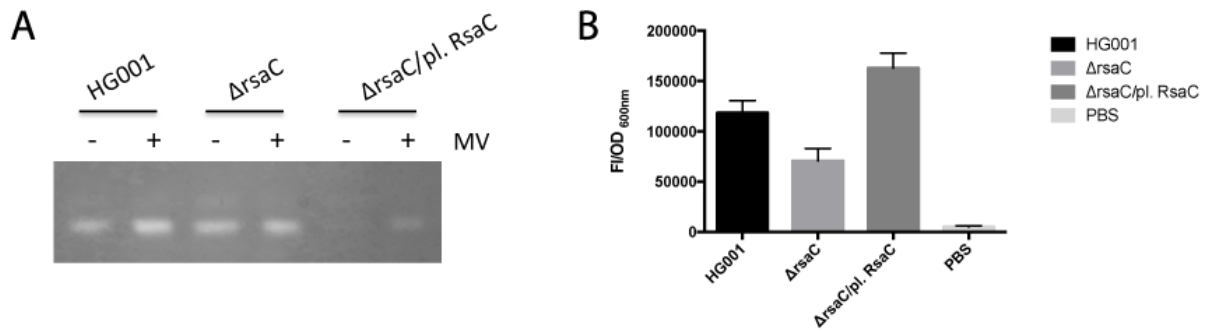 A
HG001
ΔrsaC
ΔrsaC/pl. RsaC
- + - + - + MV
B
FI/OD 600nm
200000
150000
100000
50000
0
HG001
ΔrsaC
ΔrsaC/pl. RsaC
PBS
HG001
ΔrsaC
ΔrsaC/pl. RsaC
PBS